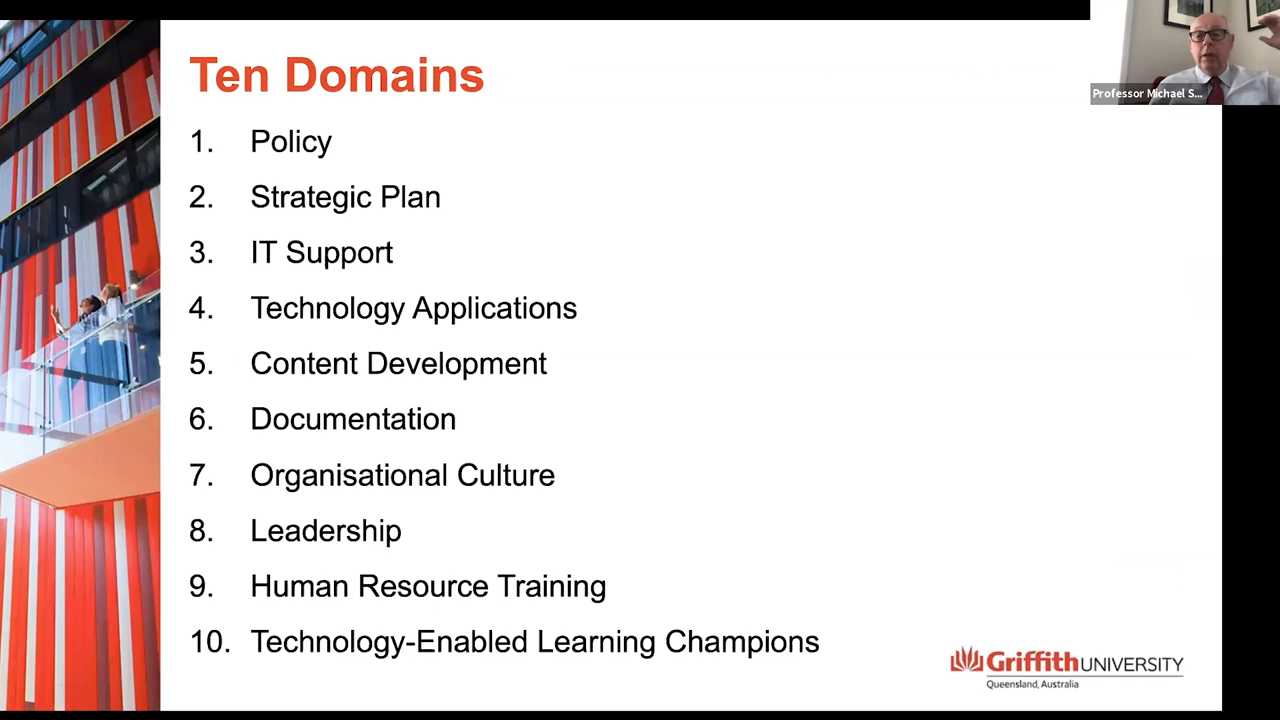 Ten Domains
1. Policy
2. Strategic Plan
3. IT Support
4. Technology Applications
5. Content Development
6. Documentation
7. Organisational Culture
8. Leadership
9. Human Resource Training
10. Technology-Enabled Learning Champions
Professor Michael S...
Griffith UNIVERSITY
Queensland, Australia